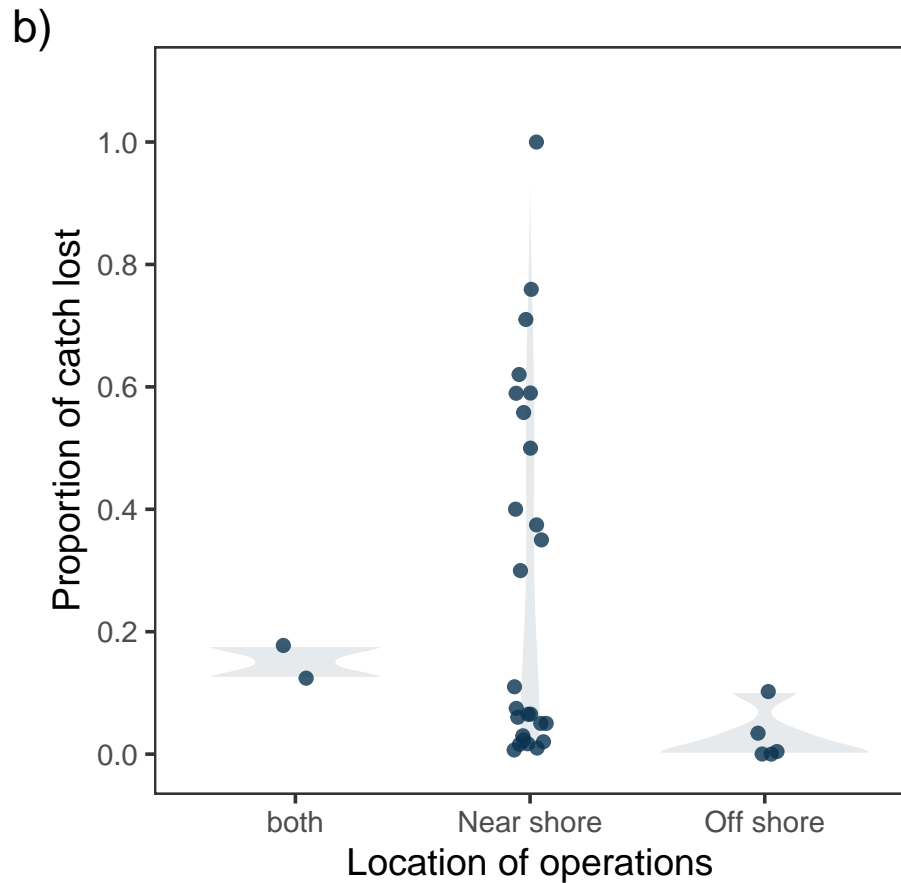 b)
Proportion of catch lost
1.0
0.8
0.6
0.4
0.2
0.0
both Near shore Off shore
Location of operations